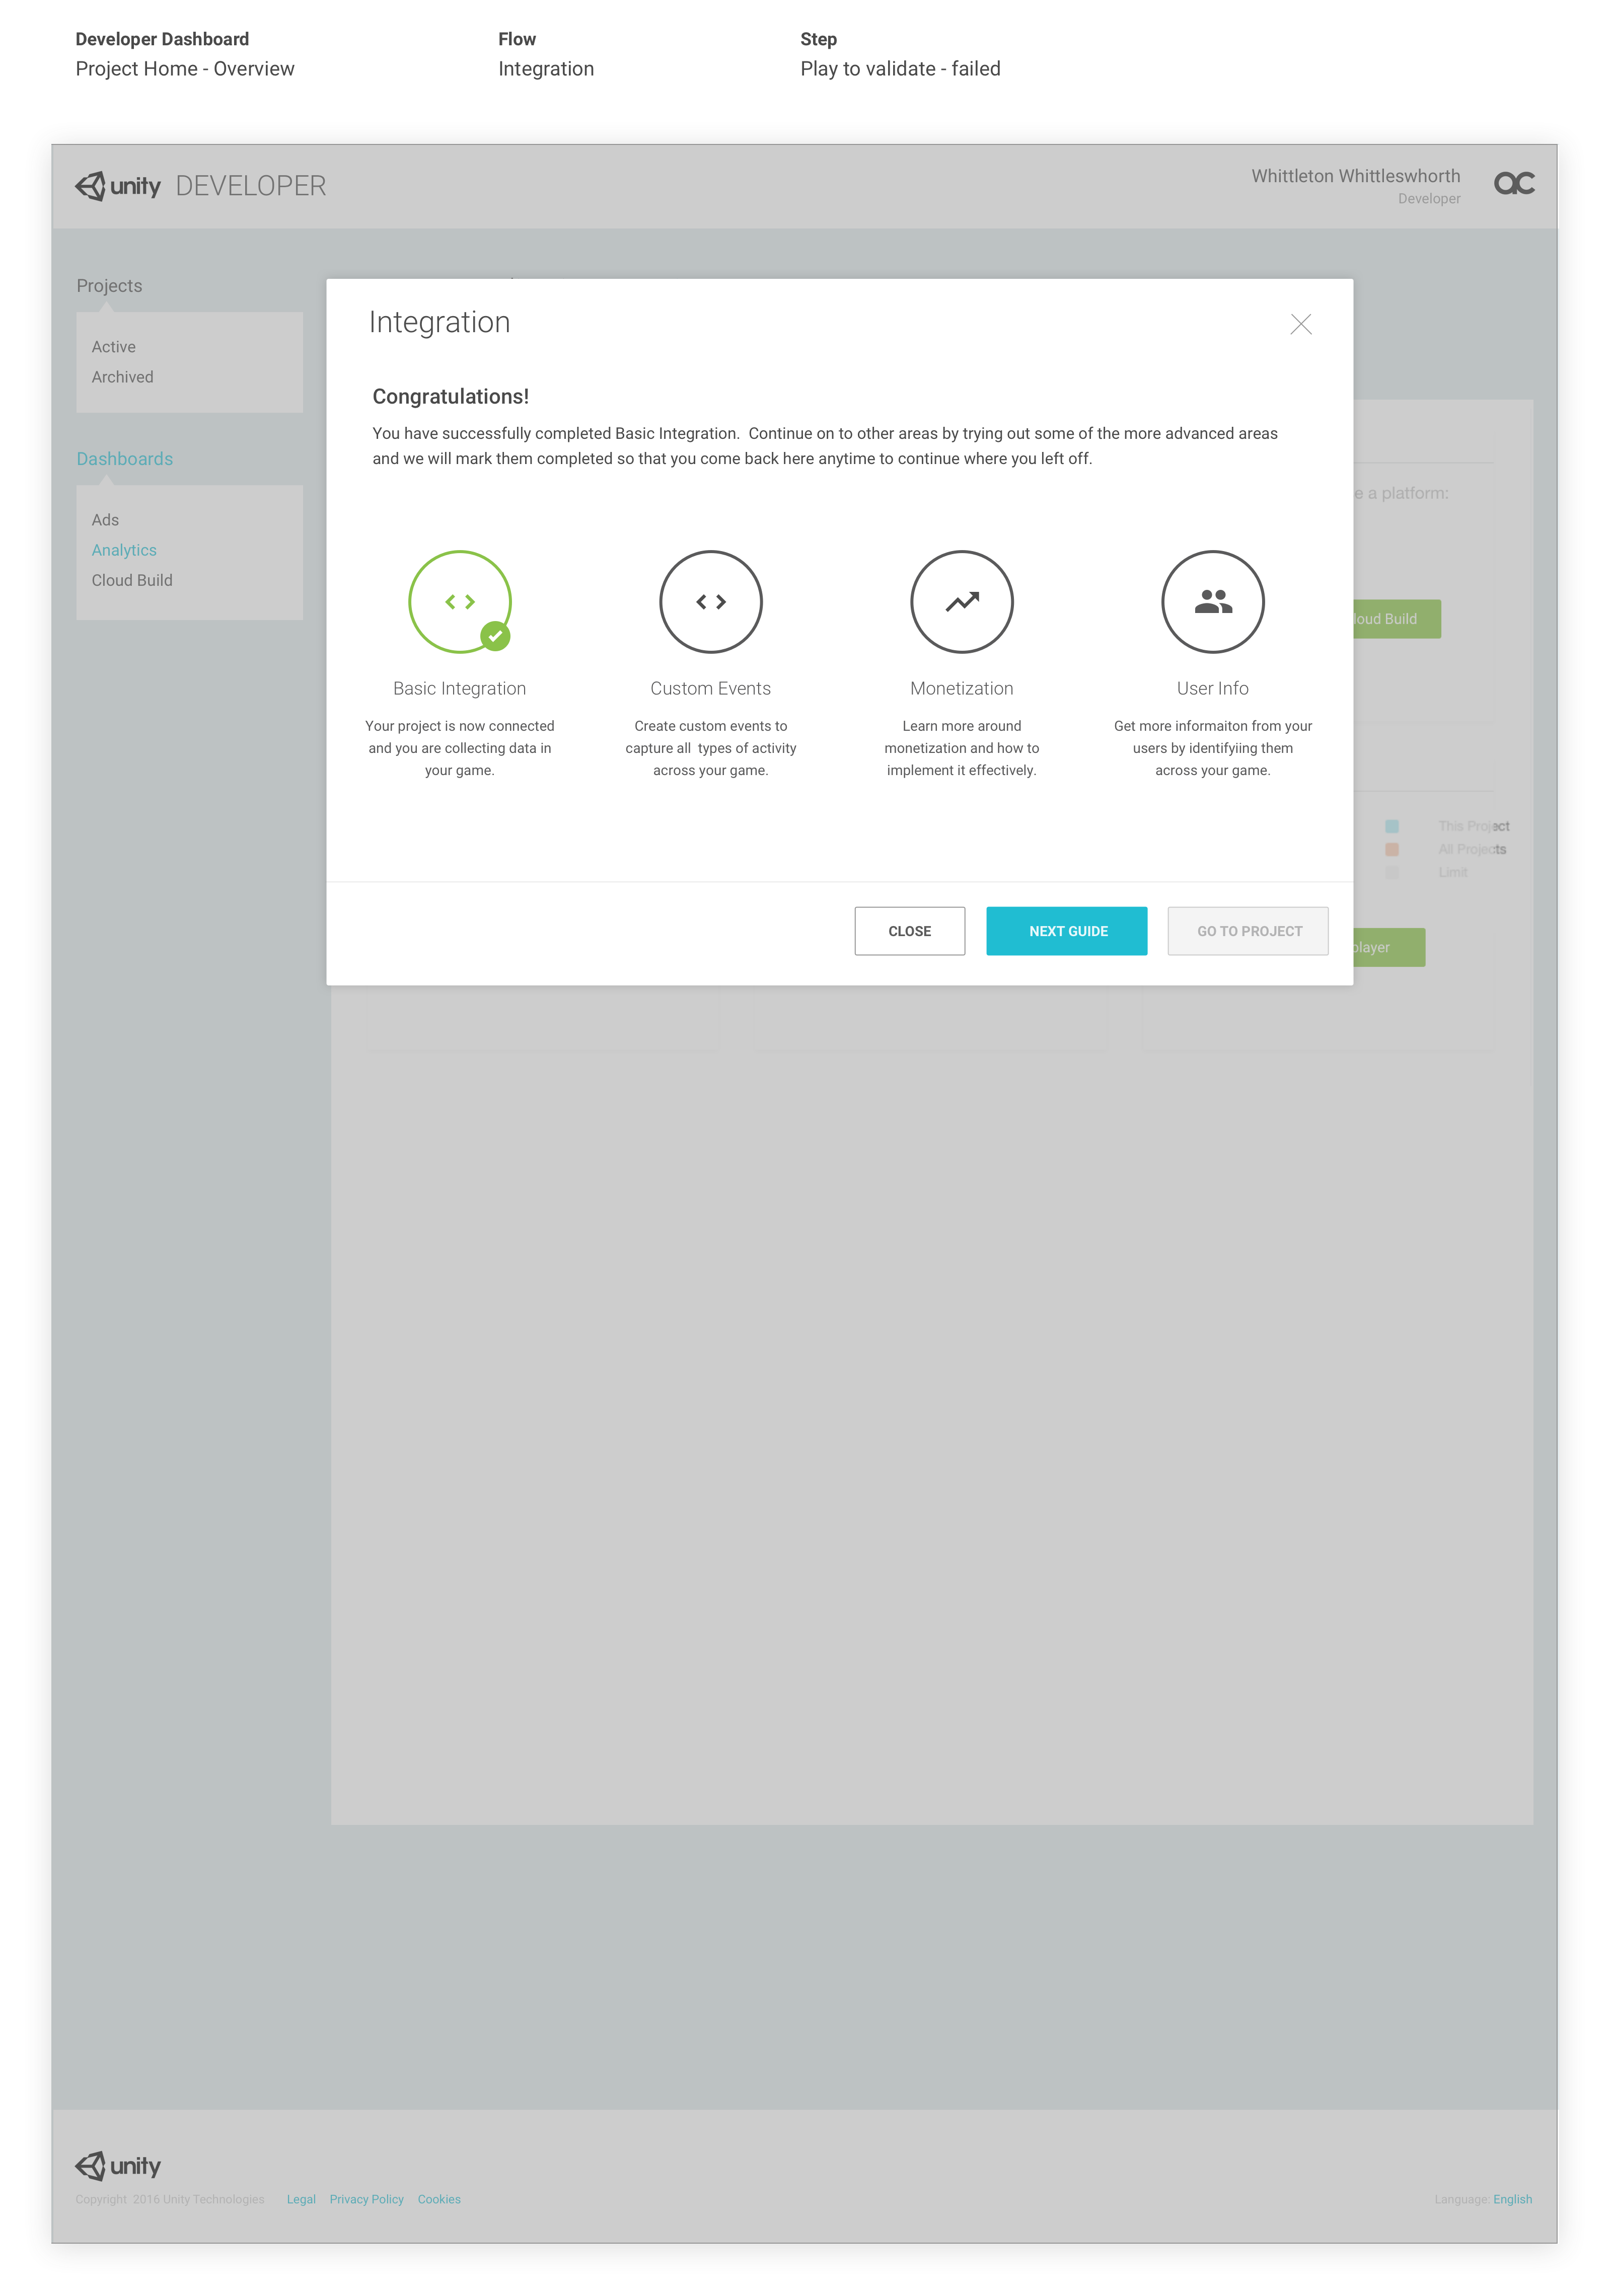 Developer Dashboard
Project Home - Overview
Flow
Integration
Step
Play to validate - failed
unity DEVELOPER
Whittleton Whittleswhorth
Developer
ac
Projects
Active
Archived
Dashboards
Ads
Analytics
Cloud Build
Integration
Congratulations!
You have successfully completed Basic Integration.  Continue on to other areas by trying out some of the more advanced areas
and we will mark them completed so that you come back here anytime to continue where you left off.
Basic Integration
Your project is now connected
and you are collecting data in
your game.
Custom Events
Create custom events to
capture all  types of activity
across your game.
Monetization
Learn more around
monetization and how to
implement it effectively.
User Info
Get more informaiton from your
users by identifyiing them
across your game.
CLOSE
NEXT GUIDE
GO TO PROJECT
e a platform:
loud Build
This Project
All Projects
Limit
player
unity
Copyright  2016 Unity Technologies
Legal
Privacy Policy
Cookies
Language: English